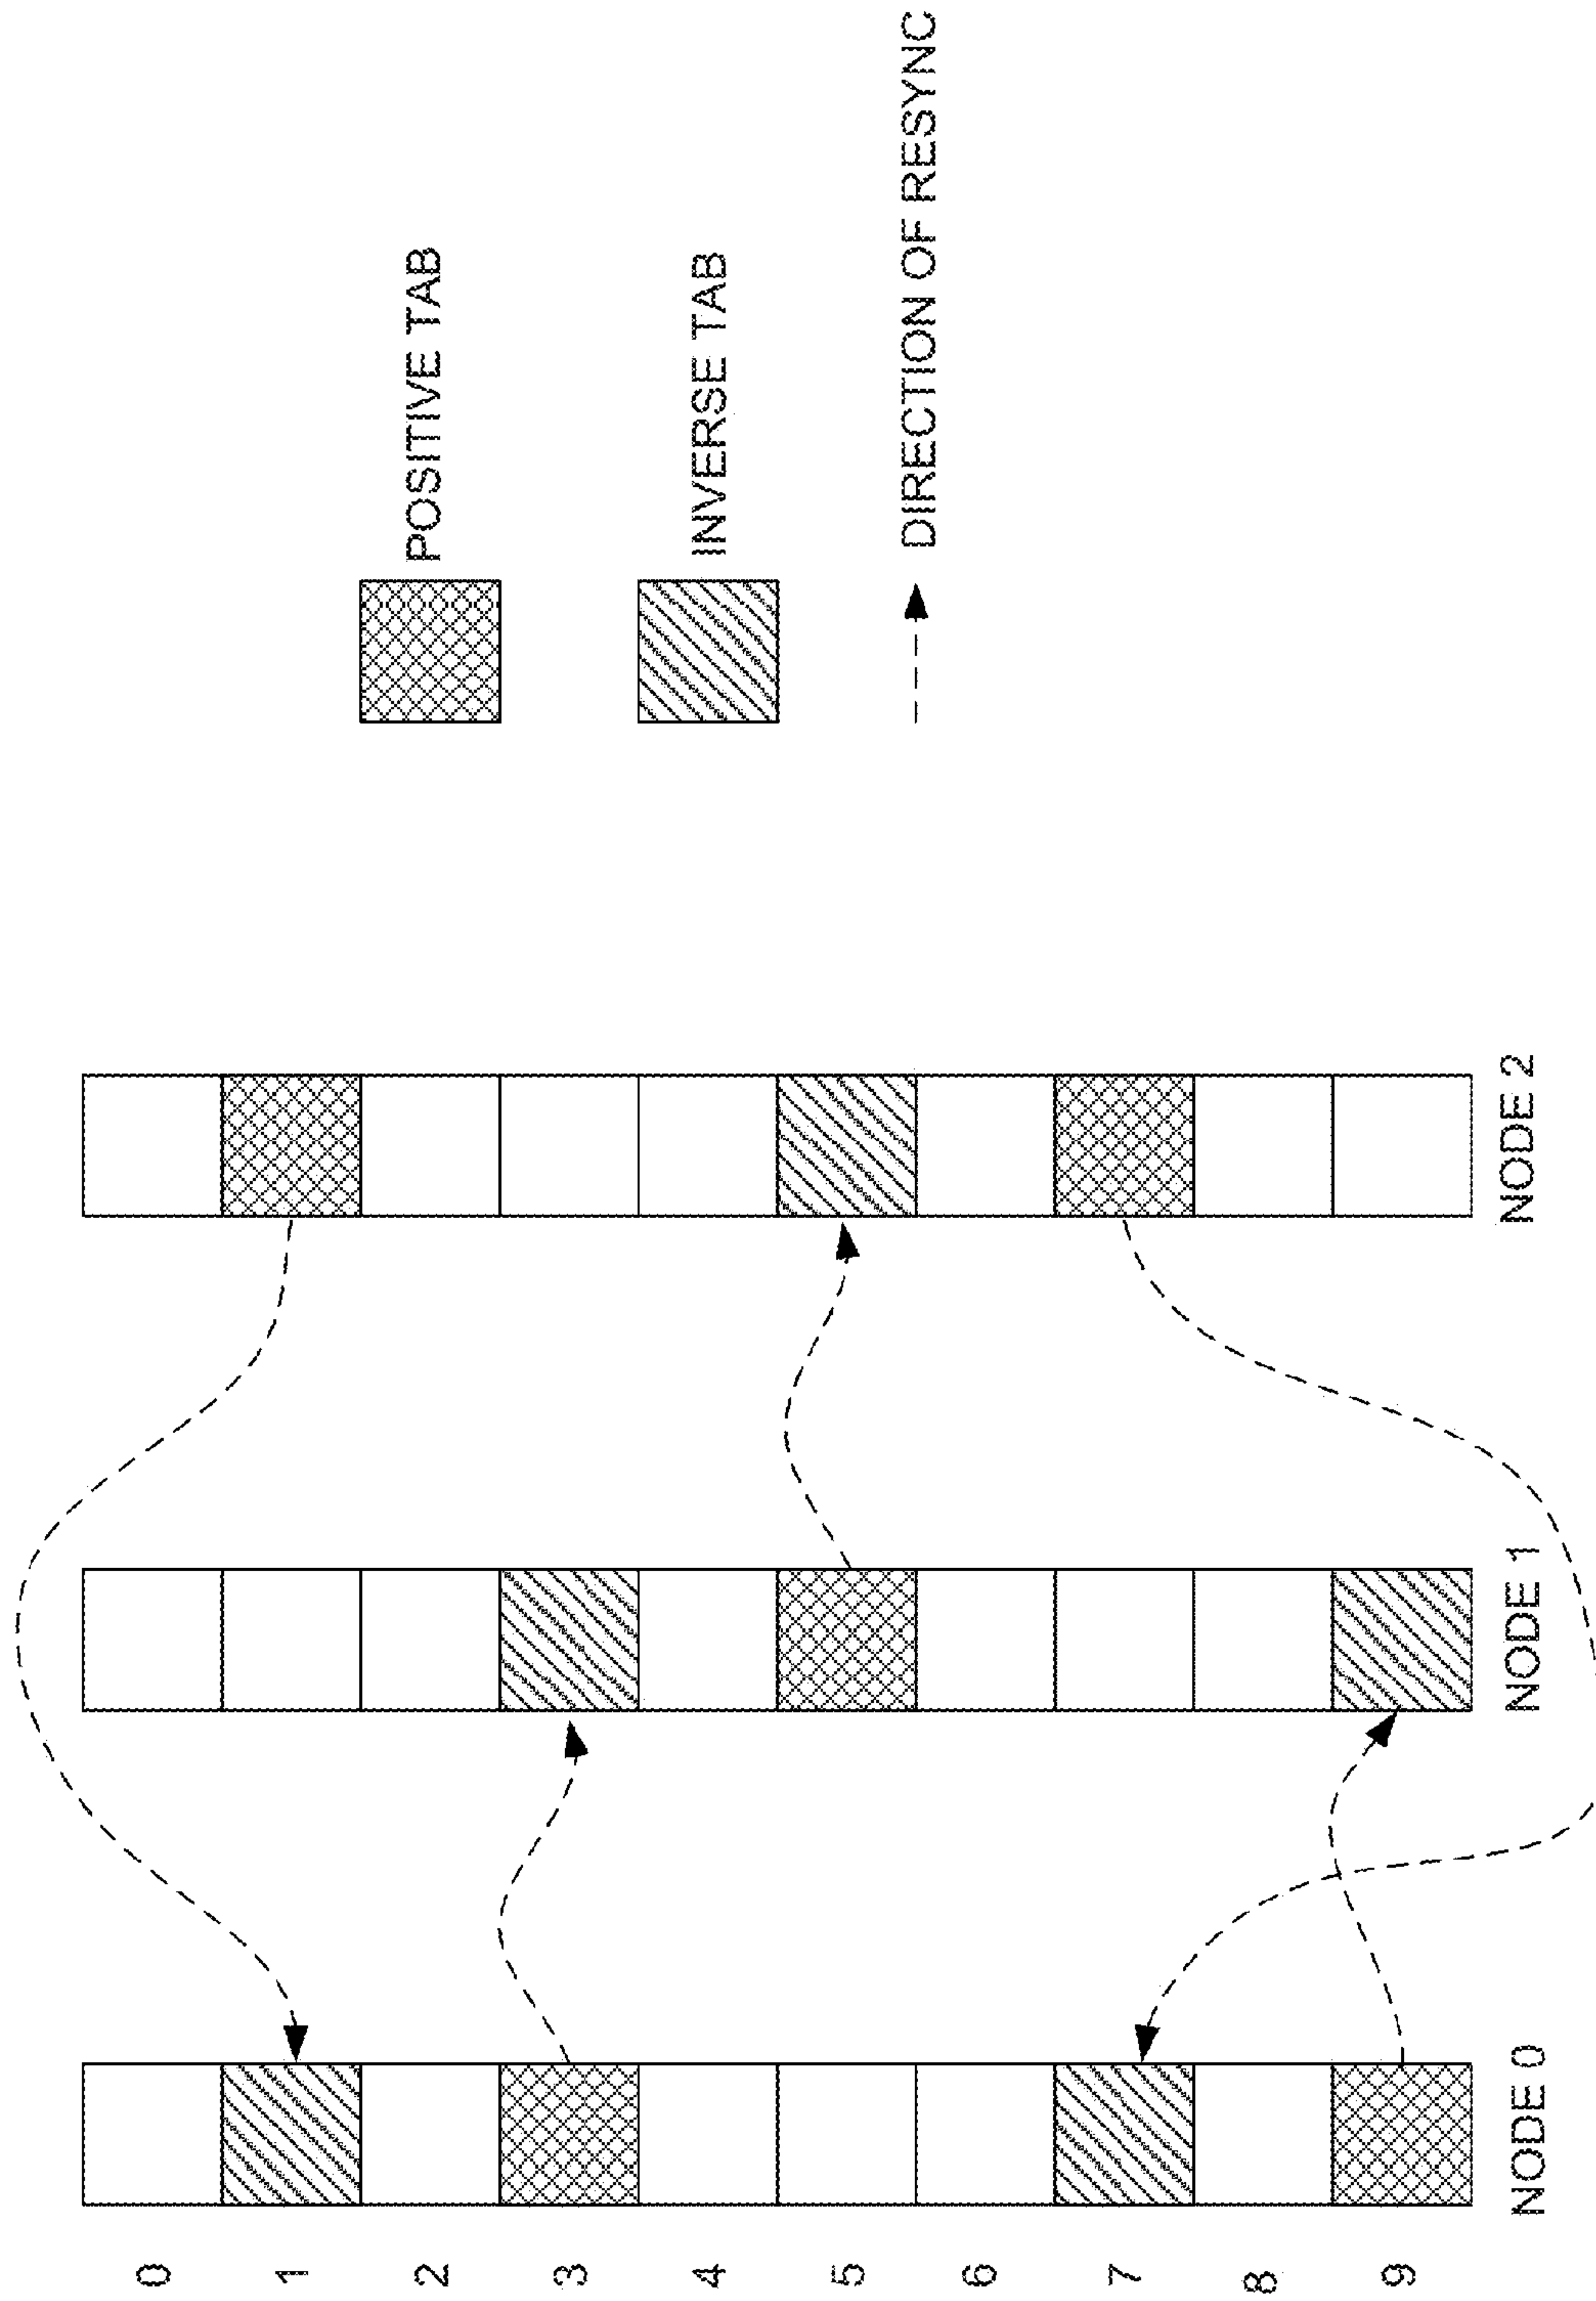 0
1
2
3
4
5
6
7
8
9
NODE 0
NODE 1
NODE 2
POSITIVE TAB
INVERSE TAB
DIRECTION OF RESYNC